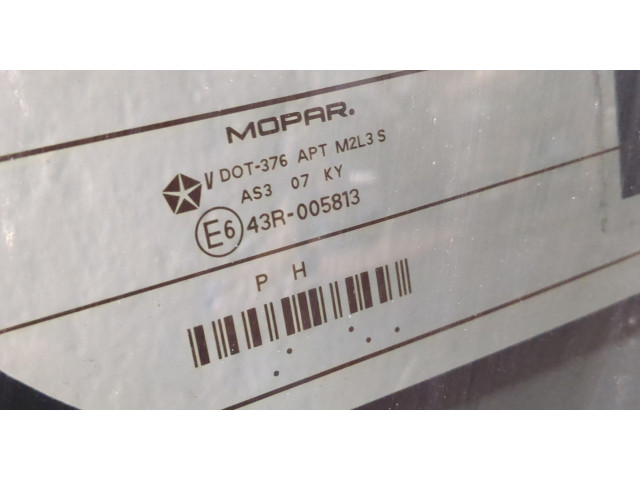 MOPAR.
V DOT-376 APT M2L3 S
AS3 07 KY
E6 43R-005813
P H